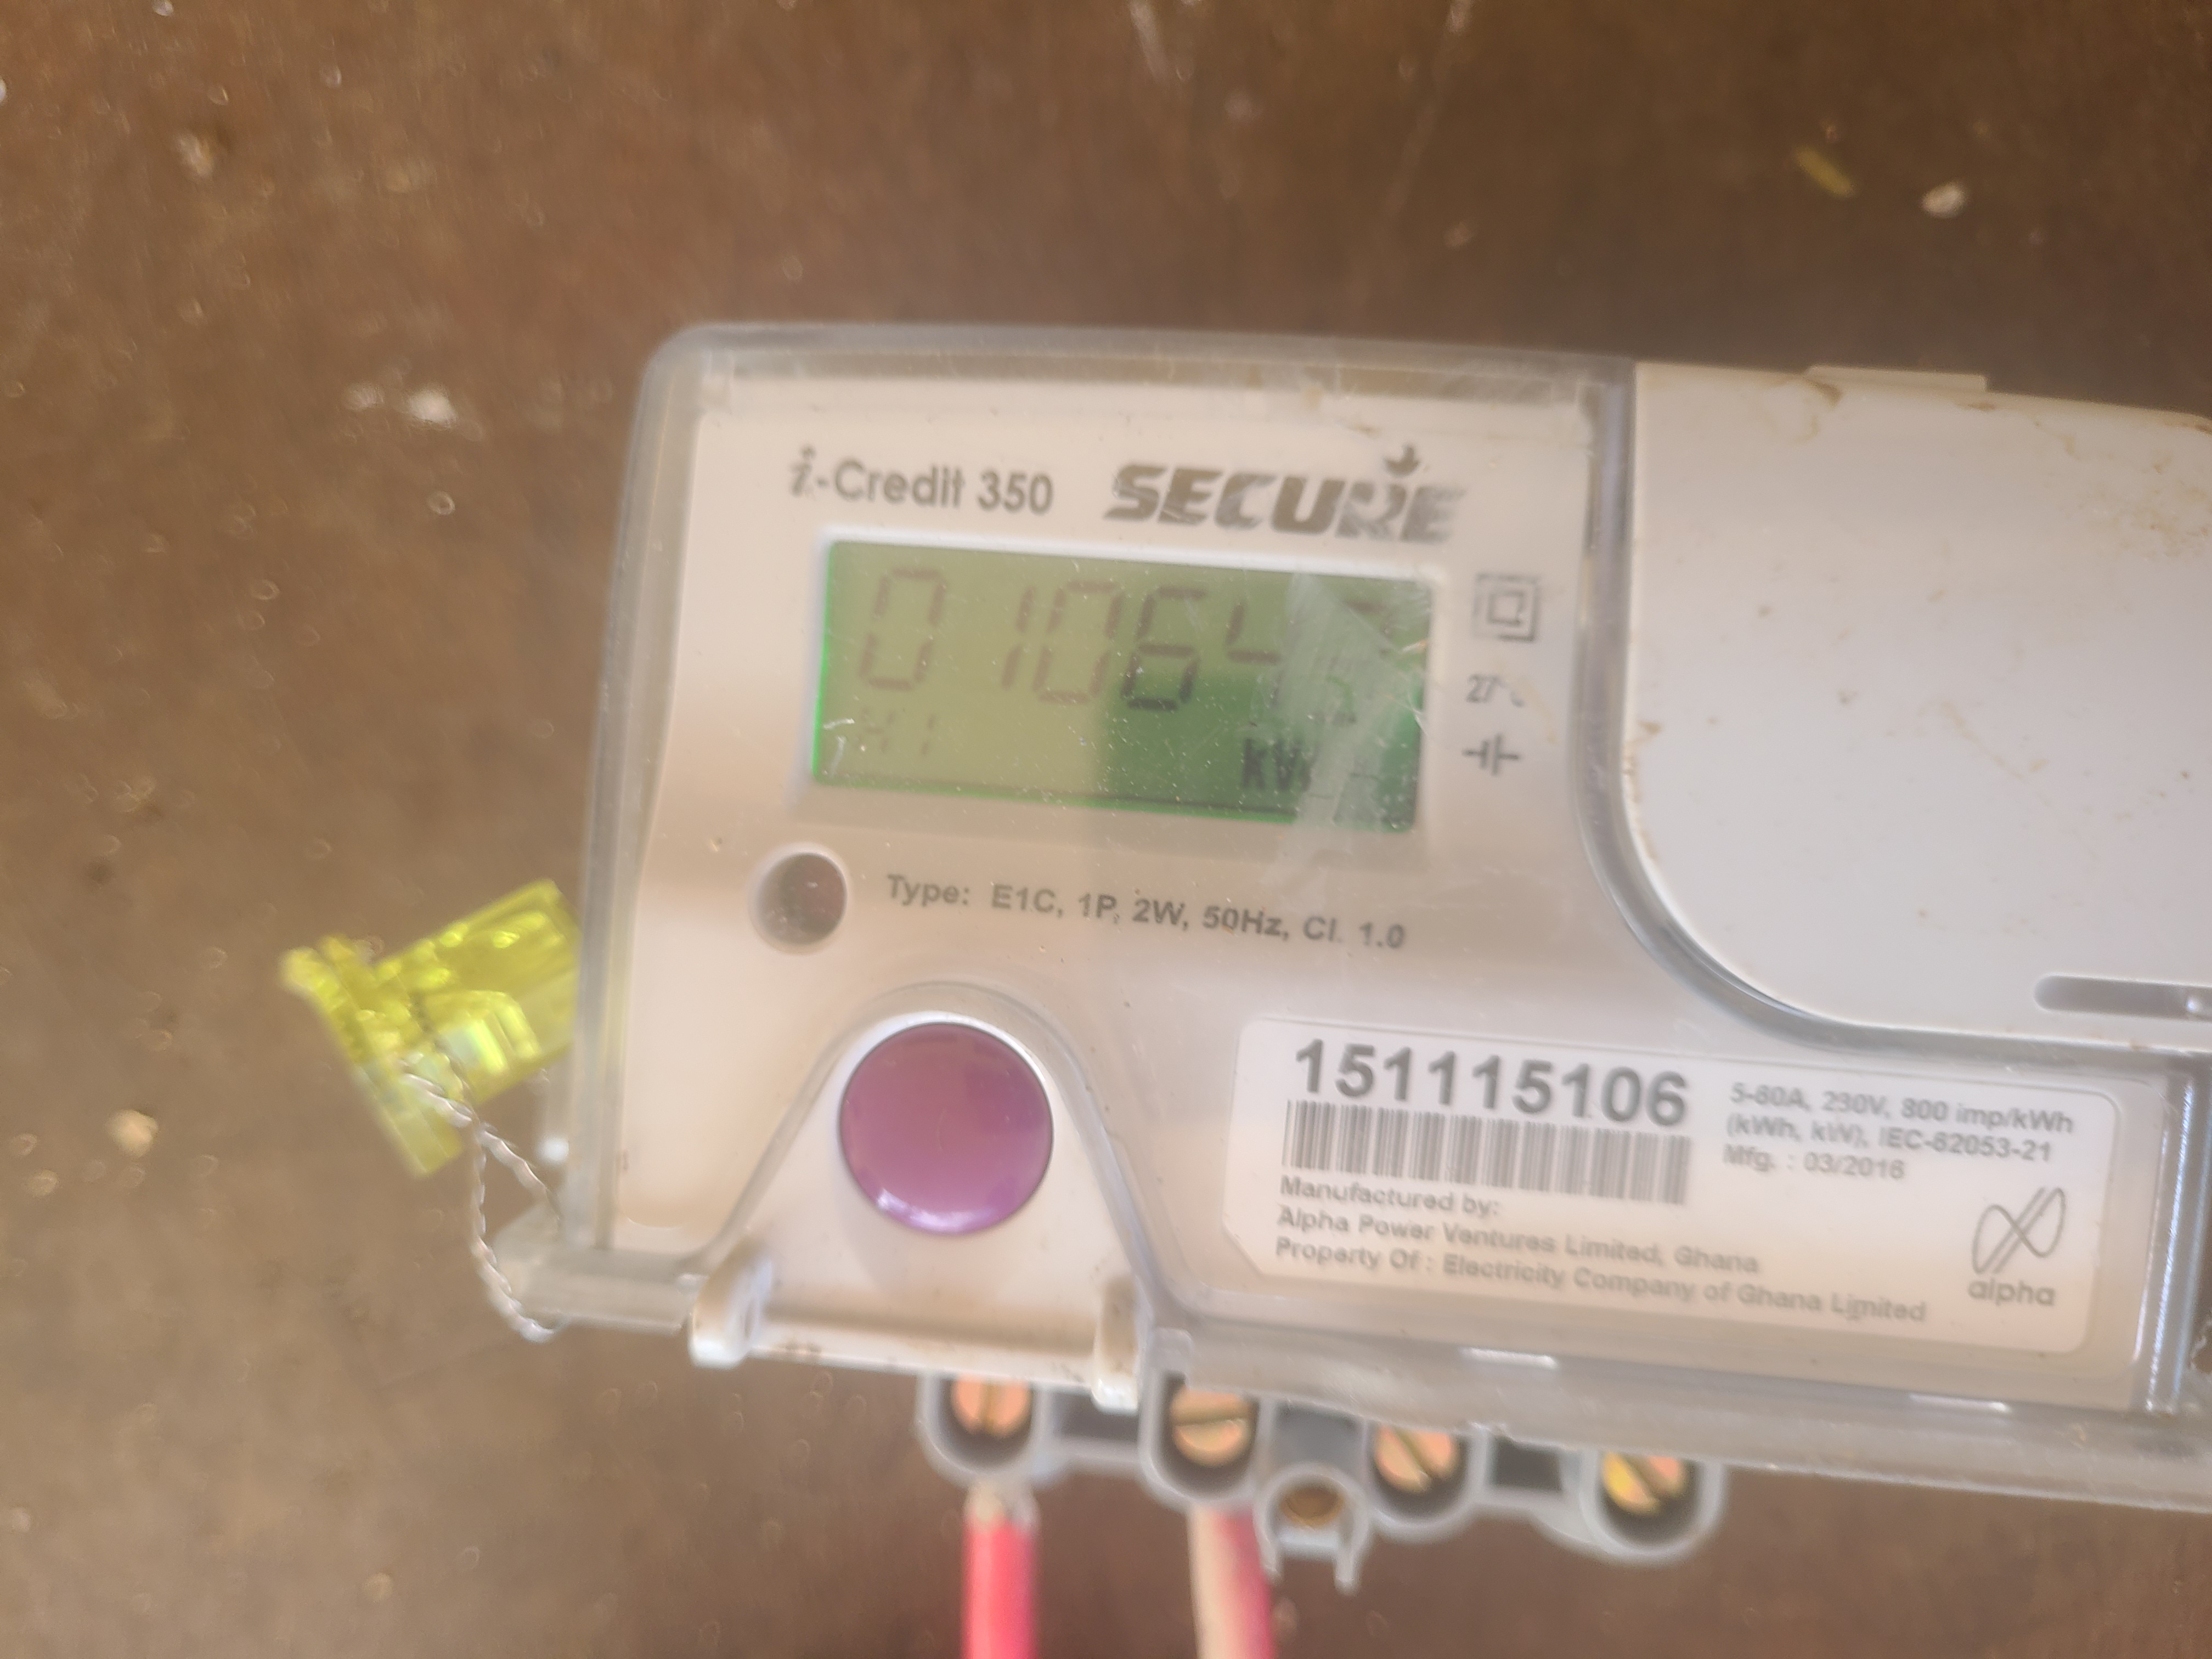 i-Credit 350 SECURE
Type: E1C, 1P, 2W, 50Hz, Cl. 1.0
151115106
5-60A, 230V, 800 imp/kWh
(kWh, kW), IEC-62053-21
Mfg. : 03/2016
Manufactured by:
Alpha Power Ventures Limited, Ghana
Property Of : Electricity Company of Ghana Limited
alpha